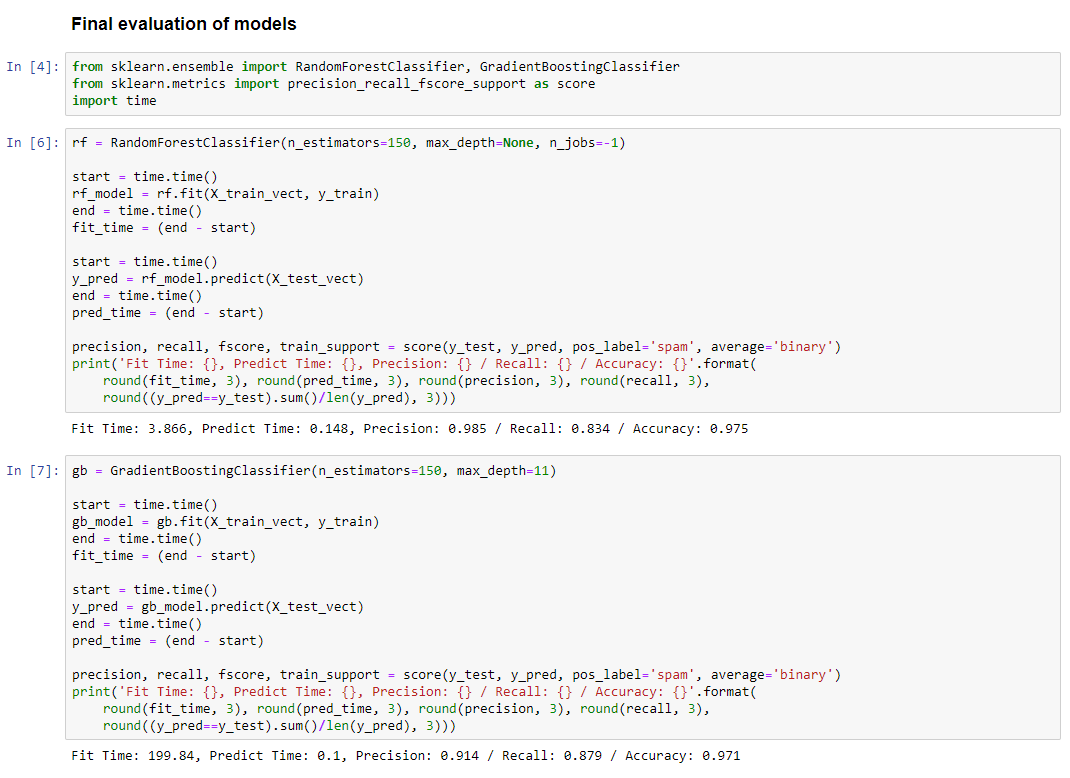 Final evaluation of models
In [4]: from sklearn.ensemble import RandomForestClassifier, GradientBoostingClassifier
from sklearn.metrics import precision_recall_fscore_support as score
import time
In [6]: rf = RandomForestClassifier(n_estimators=150, max_depth=None, n_jobs=-1)
start = time.time()
rf_model = rf.fit(X_train_vect, y_train)
end = time.time()
fit_time = (end - start)
start = time.time()
y_pred = rf_model.predict(X_test_vect)
end = time.time()
pred_time = (end - start)
precision, recall, fscore, train_support = score(y_test, y_pred, pos_label='spam', average='binary')
print('Fit Time: {}, Predict Time: {}, Precision: {} / Recall: {} / Accuracy: {}'.format(
    round(fit_time, 3), round(pred_time, 3), round(precision, 3), round(recall, 3),
    round((y_pred==y_test).sum()/len(y_pred), 3)))
Fit Time: 3.866, Predict Time: 0.148, Precision: 0.985 / Recall: 0.834 / Accuracy: 0.975
In [7]: gb = GradientBoostingClassifier(n_estimators=150, max_depth=11)
start = time.time()
gb_model = gb.fit(X_train_vect, y_train)
end = time.time()
fit_time = (end - start)
start = time.time()
y_pred = gb_model.predict(X_test_vect)
end = time.time()
pred_time = (end - start)
precision, recall, fscore, train_support = score(y_test, y_pred, pos_label='spam', average='binary')
print('Fit Time: {}, Predict Time: {}, Precision: {} / Recall: {} / Accuracy: {}'.format(
    round(fit_time, 3), round(pred_time, 3), round(precision, 3), round(recall, 3),
    round((y_pred==y_test).sum()/len(y_pred), 3)))
Fit Time: 199.84, Predict Time: 0.1, Precision: 0.914 / Recall: 0.879 / Accuracy: 0.971